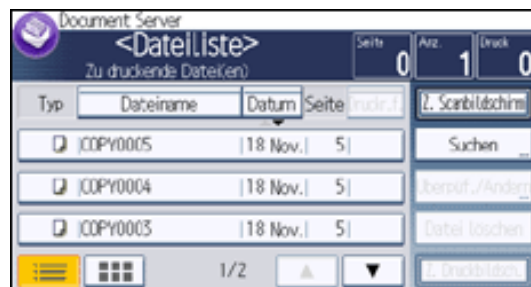 Document Server
<Dateiliste>
Zu druckende Datei(en)
Seite 0 Anz. 1 Druck 0
Typ Dateiname Datum Seite Druckr.f. Z. Scanbildschirm
COPY0005 18 Nov. 5 Suchen
COPY0004 18 Nov. 5 Überprüf./Ändern
COPY0003 18 Nov. 5 Datei löschen
1/2 Z. Druckbildsch.